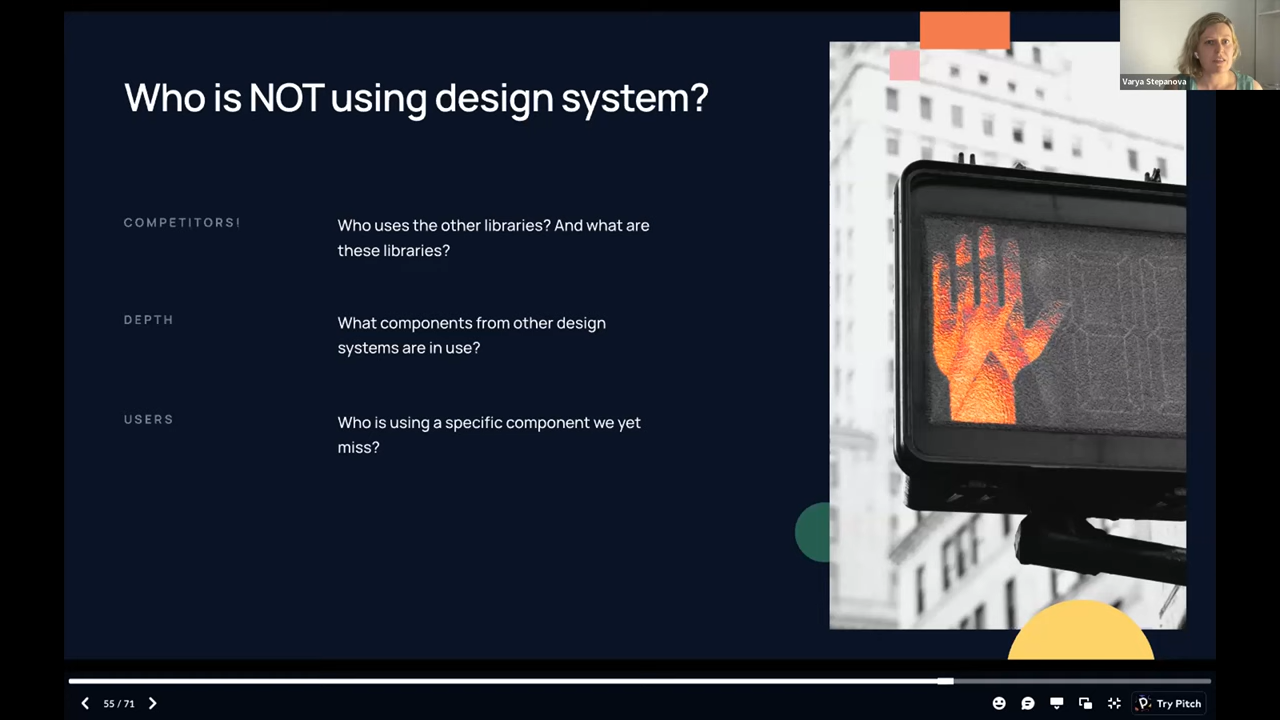 Who is NOT using design system?
COMPETITORS!
Who uses the other libraries? And what are
these libraries?
DEPTH
What components from other design
systems are in use?
USERS
Who is using a specific component we yet
miss?
Varya Stepanova
55 / 71
Try Pitch